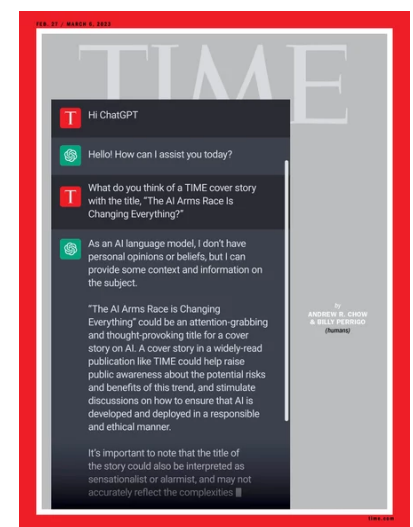 FEB. 27 / MARCH 6, 2023
TIME
T
Hi ChatGPT
Hello! How can I assist you today?
T
What do you think of a TIME cover story
with the title, "The AI Arms Race Is
Changing Everything?"
As an AI language model, I don't have
personal opinions or beliefs, but I can
provide some context and information on
the subject.
"The AI Arms Race is Changing
Everything" could be an attention-grabbing
and thought-provoking title for a cover
story on AI. A cover story in a widely-read
publication like TIME could help raise
public awareness about the potential risks
and benefits of this trend, and stimulate
discussions on how to ensure that AI is
developed and deployed in a responsible
and ethical manner.
It's important to note that the title of
the story could also be interpreted as
sensationalist or alarmist, and may not
accurately reflect the complexities
by
ANDREW R. CHOW
& BILLY PERRIGO
(humans)
time.com